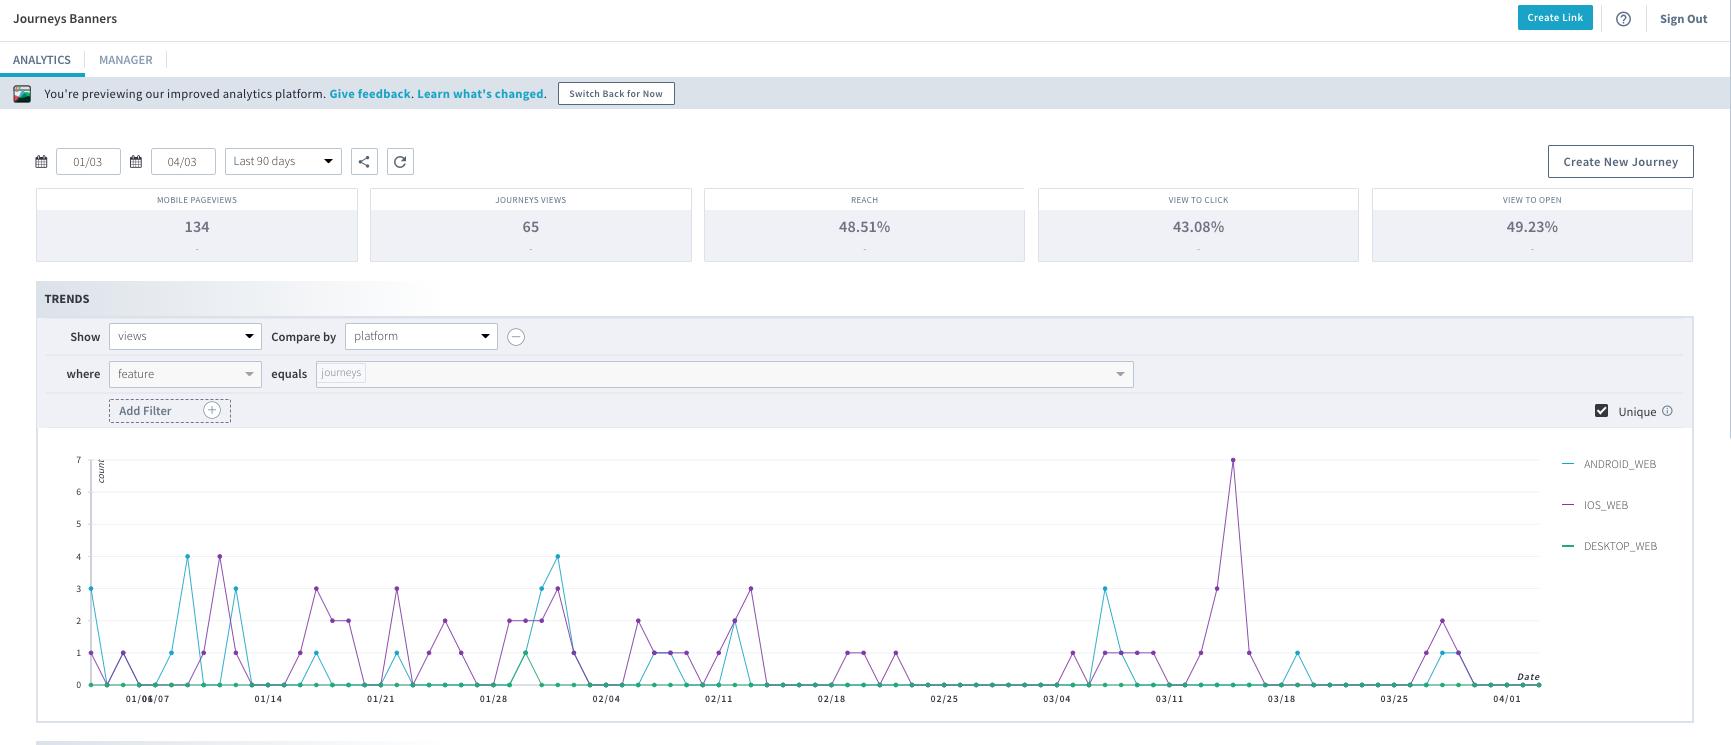 Journeys Banners
Create Link
Sign Out
ANALYTICS
MANAGER
You're previewing our improved analytics platform. Give feedback. Learn what's changed.
Switch Back for Now
01/03
04/03
Last 90 days
Create New Journey
MOBILE PAGEVIEWS
134
-
JOURNEYS VIEWS
65
-
REACH
48.51%
-
VIEW TO CLICK
43.08%
-
VIEW TO OPEN
49.23%
-
TRENDS
Show
views
Compare by
platform
where
feature
equals
journeys
Add Filter
Unique
7
6
5
4
3
2
1
0
count
ANDROID_WEB
IOS_WEB
DESKTOP_WEB
Date
01/07
01/14
01/21
01/28
02/04
02/11
02/18
02/25
03/04
03/11
03/18
03/25
04/01